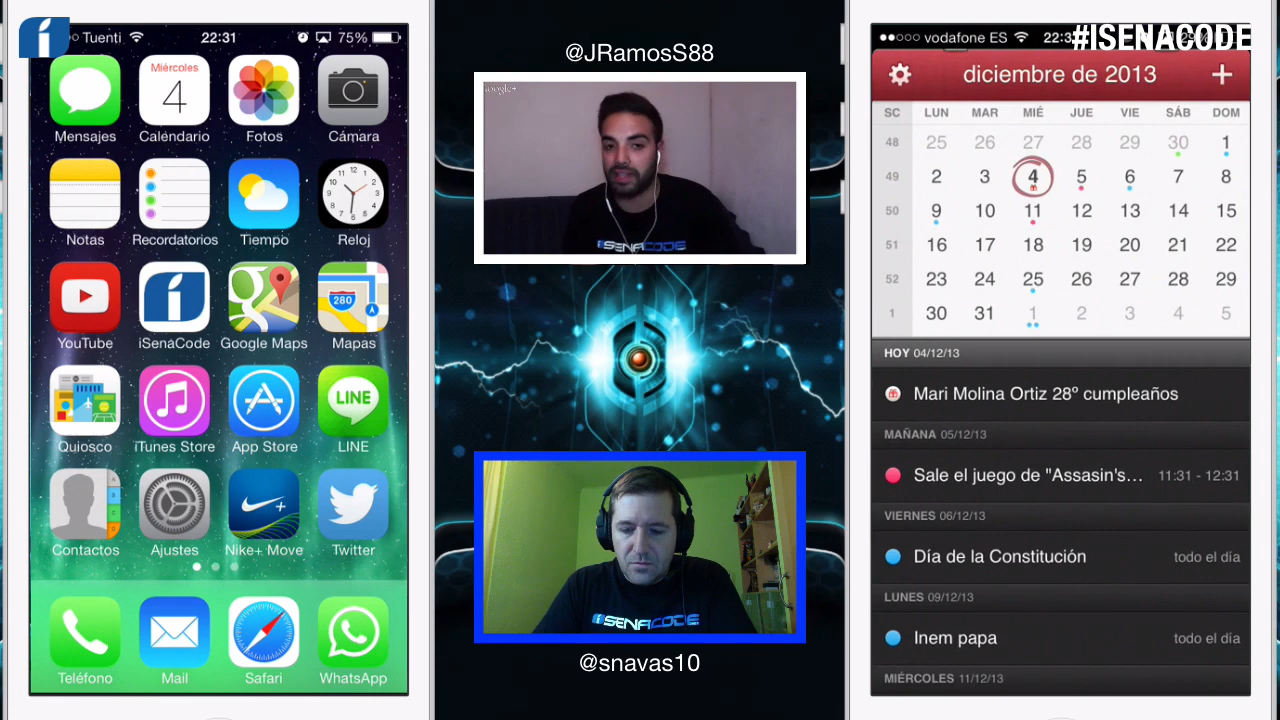 Tuenti 22:31 75%
Mensajes
Miércoles
4
Calendario
Fotos
Cámara
Notas
Recordatorios
Tiempo
Reloj
YouTube
iSenaCode
Google Maps
280
Mapas
Quiosco
iTunes Store
App Store
LINE
LINE
Contactos
Ajustes
Nike+ Move
Twitter
Teléfono
Mail
Safari
WhatsApp
@JRamosS88
Google+
iSENACODE
iSENACODE
@snavas10
vodafone ES
#ISENACODE
diciembre de 2013 +
SC LUN MAR MIÉ JUE VIE SÁB DOM
48 25 26 27 28 29 30 1
49 2 3 4 5 6 7 8
50 9 10 11 12 13 14 15
51 16 17 18 19 20 21 22
52 23 24 25 26 27 28 29
1 30 31 1 2 3 4 5
HOY 04/12/13
Mari Molina Ortiz 28º cumpleaños
MAÑANA 05/12/13
Sale el juego de "Assasin's... 11:31 - 12:31
VIERNES 06/12/13
Día de la Constitución todo el día
LUNES 09/12/13
Inem papa todo el día
MIÉRCOLES 11/12/13